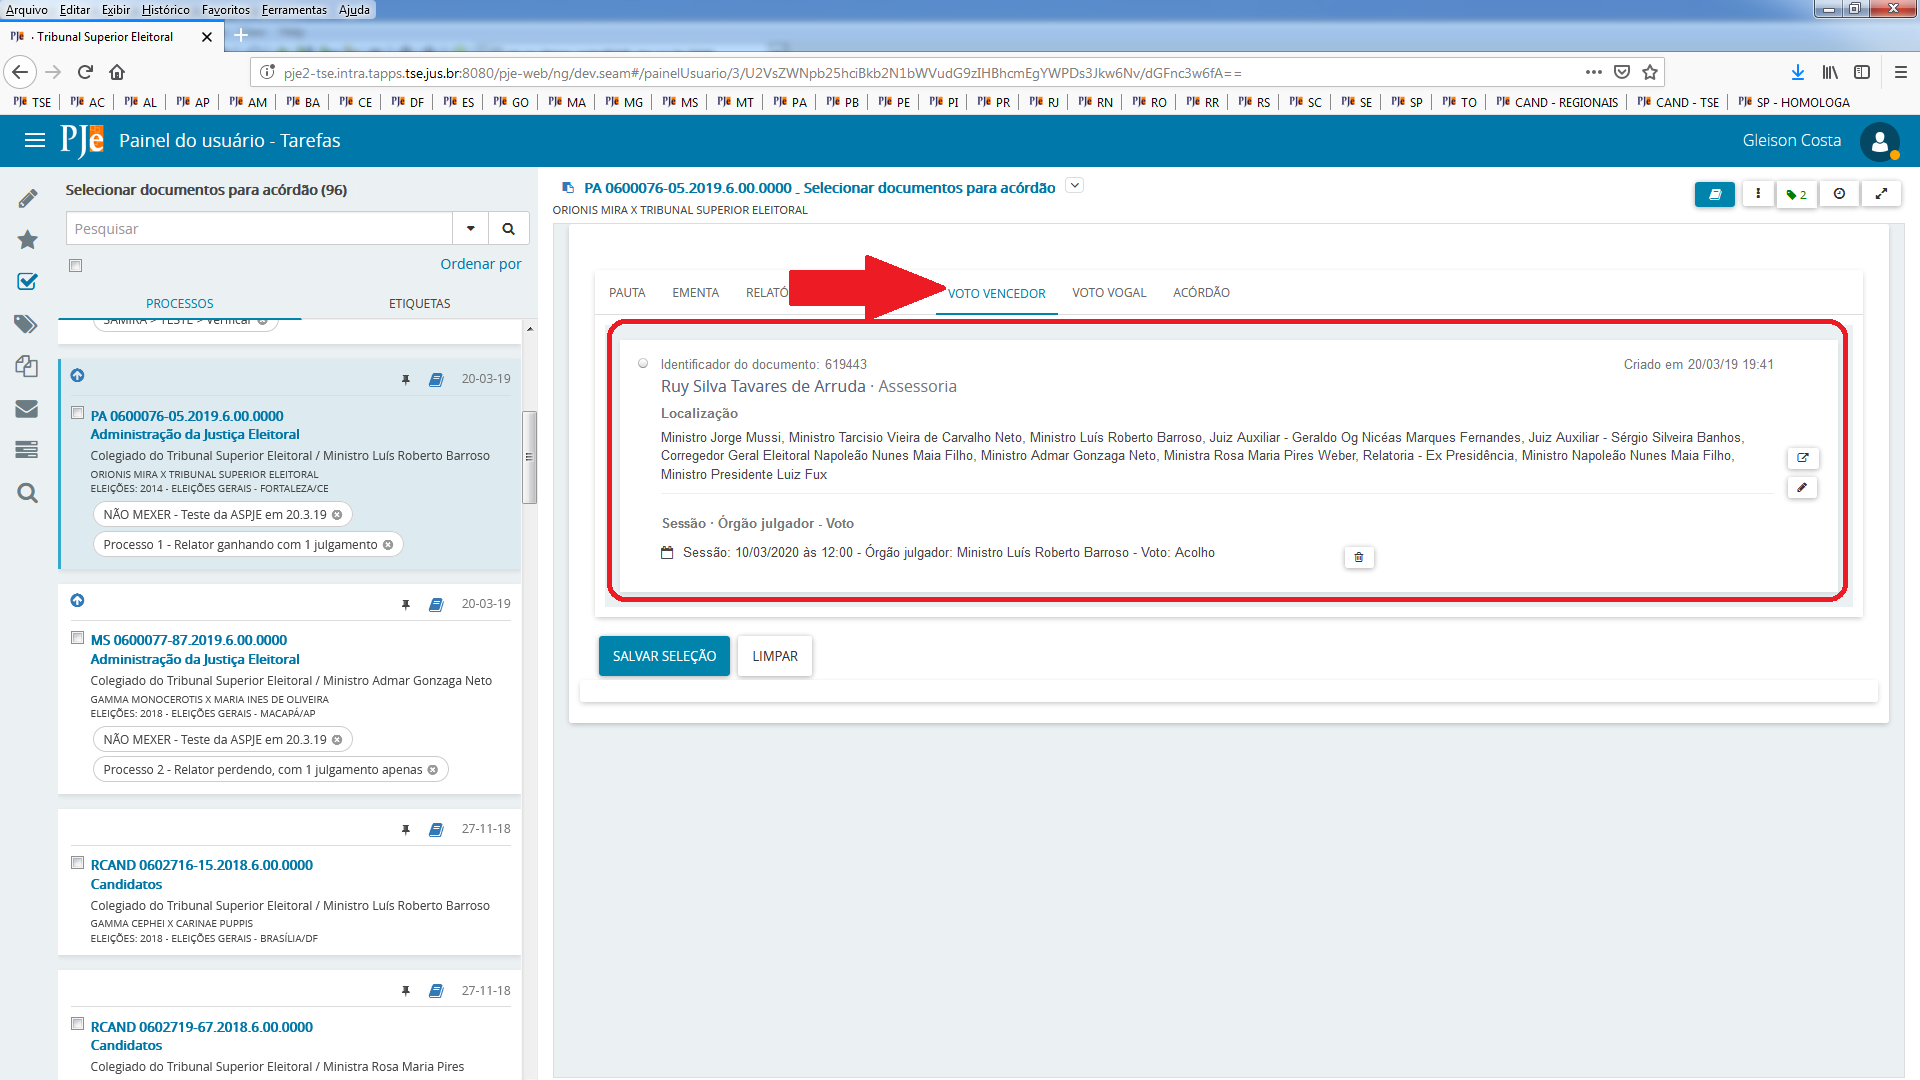 Arquivo Editar Exibir Histórico Favoritos Ferramentas Ajuda
PJe · Tribunal Superior Eleitoral
pje2-tse.intra.tapps.tse.jus.br:8080/pje-web/ng/dev.seam#/painelUsuario/3/U2VsZWNpb25hciBkb2N1bWVudG9zIHBhcmEgYWPDs3Jkw6Nv/dGFnc3w6fA==
PJe TSE PJe AC PJe AL PJe AP PJe AM PJe BA PJe CE PJe DF PJe ES PJe GO PJe MA PJe MG PJe MS PJe MT PJe PA PJe PB PJe PE PJe PI PJe PR PJe RJ PJe RN PJe RO PJe RR PJe RS PJe SC PJe SE PJe SP PJe TO PJe CAND - REGIONAIS PJe CAND - TSE PJe SP - HOMOLOGA
PJe Painel do usuário - Tarefas
Gleison Costa
Selecionar documentos para acórdão (96)
Pesquisar
Ordenar por
PROCESSOS ETIQUETAS
SAMIRA > TESTE > Verificar
20-03-19
PA 0600076-05.2019.6.00.0000
Administração da Justiça Eleitoral
Colegiado do Tribunal Superior Eleitoral / Ministro Luís Roberto Barroso
ORIONIS MIRA X TRIBUNAL SUPERIOR ELEITORAL
ELEIÇÕES: 2014 - ELEIÇÕES GERAIS - FORTALEZA/CE
NÃO MEXER - Teste da ASPJE em 20.3.19
Processo 1 - Relator ganhando com 1 julgamento
20-03-19
MS 0600077-87.2019.6.00.0000
Administração da Justiça Eleitoral
Colegiado do Tribunal Superior Eleitoral / Ministro Admar Gonzaga Neto
GAMMA MONOCEROTIS X MARIA INES DE OLIVEIRA
ELEIÇÕES: 2018 - ELEIÇÕES GERAIS - MACAPÁ/AP
NÃO MEXER - Teste da ASPJE em 20.3.19
Processo 2 - Relator perdendo, com 1 julgamento apenas
27-11-18
RCAND 0602716-15.2018.6.00.0000
Candidatos
Colegiado do Tribunal Superior Eleitoral / Ministro Luís Roberto Barroso
GAMMA CEPHEI X CARINAE PUPPIS
ELEIÇÕES: 2018 - ELEIÇÕES GERAIS - BRASÍLIA/DF
27-11-18
RCAND 0602719-67.2018.6.00.0000
Candidatos
Colegiado do Tribunal Superior Eleitoral / Ministra Rosa Maria Pires
PA 0600076-05.2019.6.00.0000 - Selecionar documentos para acórdão
ORIONIS MIRA X TRIBUNAL SUPERIOR ELEITORAL
2
PAUTA EMENTA RELATÓ VOTO VENCEDOR VOTO VOGAL ACÓRDÃO
Identificador do documento: 619443
Criado em 20/03/19 19:41
Ruy Silva Tavares de Arruda · Assessoria
Localização
Ministro Jorge Mussi, Ministro Tarcisio Vieira de Carvalho Neto, Ministro Luís Roberto Barroso, Juiz Auxiliar - Geraldo Og Nicéas Marques Fernandes, Juiz Auxiliar - Sérgio Silveira Banhos,
Corregedor Geral Eleitoral Napoleão Nunes Maia Filho, Ministro Admar Gonzaga Neto, Ministra Rosa Maria Pires Weber, Relatoria - Ex Presidência, Ministro Napoleão Nunes Maia Filho,
Ministro Presidente Luiz Fux
Sessão · Órgão julgador - Voto
Sessão: 10/03/2020 às 12:00 - Órgão julgador: Ministro Luís Roberto Barroso - Voto: Acolho
SALVAR SELEÇÃO LIMPAR